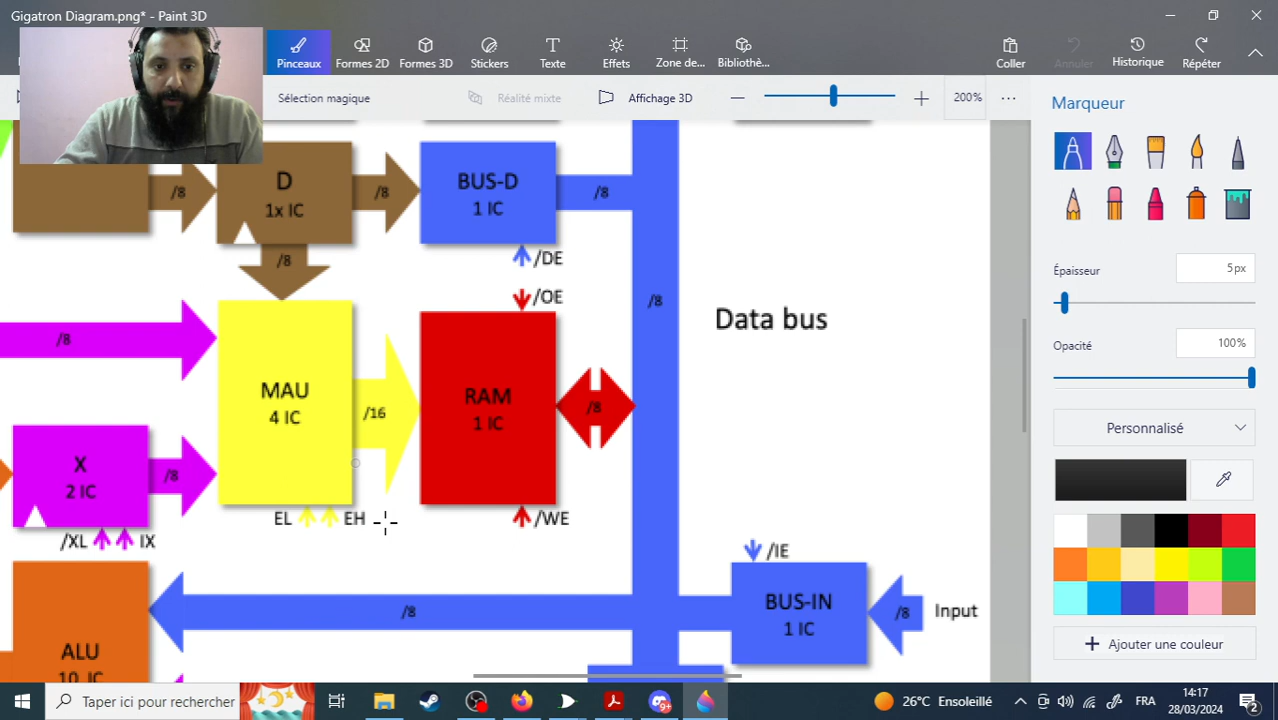 Gigatron Diagram.png* - Paint 3D
Pinceaux
Formes 2D
Formes 3D
Stickers
Texte
Effets
Zone de...
Bibliothè...
Coller
Annuler
Historique
Répéter
Sélection magique
Réalité mixte
Affichage 3D
200%
Marqueur
Épaisseur
5px
Opacité
100%
Personnalisé
Ajouter une couleur
/8
D
1x IC
/8
BUS-D
1 IC
/8
/8
/DE
/OE
/8
/8
Data bus
MAU
4 IC
/16
RAM
1 IC
/8
X
2 IC
/8
EL
EH
/WE
/XL
IX
/IE
ALU
10 IC
/8
BUS-IN
1 IC
/8
Input
Taper ici pour rechercher
9+
26°C Ensoleillé
FRA
14:17
28/03/2024
2